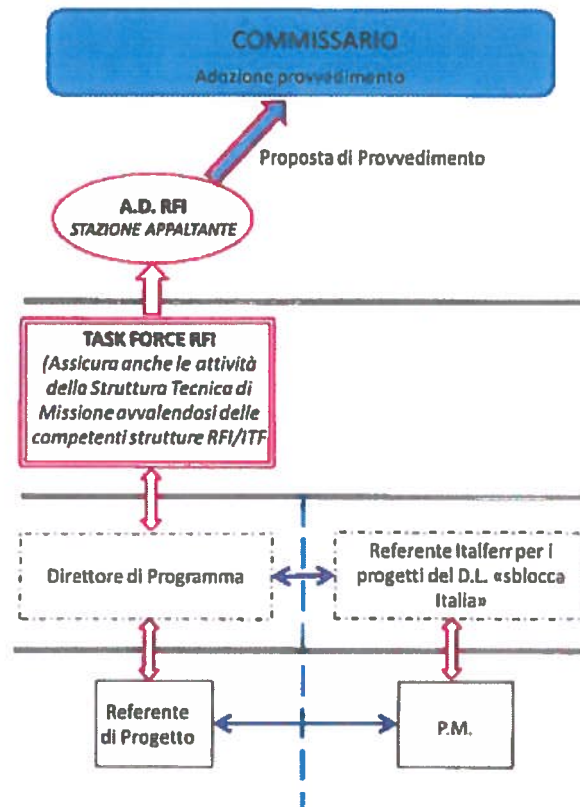 COMMISSARIO
Adozione provvedimento
Proposta di Provvedimento
A.D. RFI
STAZIONE APPALTANTE
TASK FORCE RFI
(Assicura anche le attività
della Struttura Tecnica di
Missione avvalendosi delle
competenti strutture RFI/ITF
Direttore di Programma
Referente Italferr per i
progetti del D.L. «sblocca
Italia»
Referente
di Progetto
P.M.